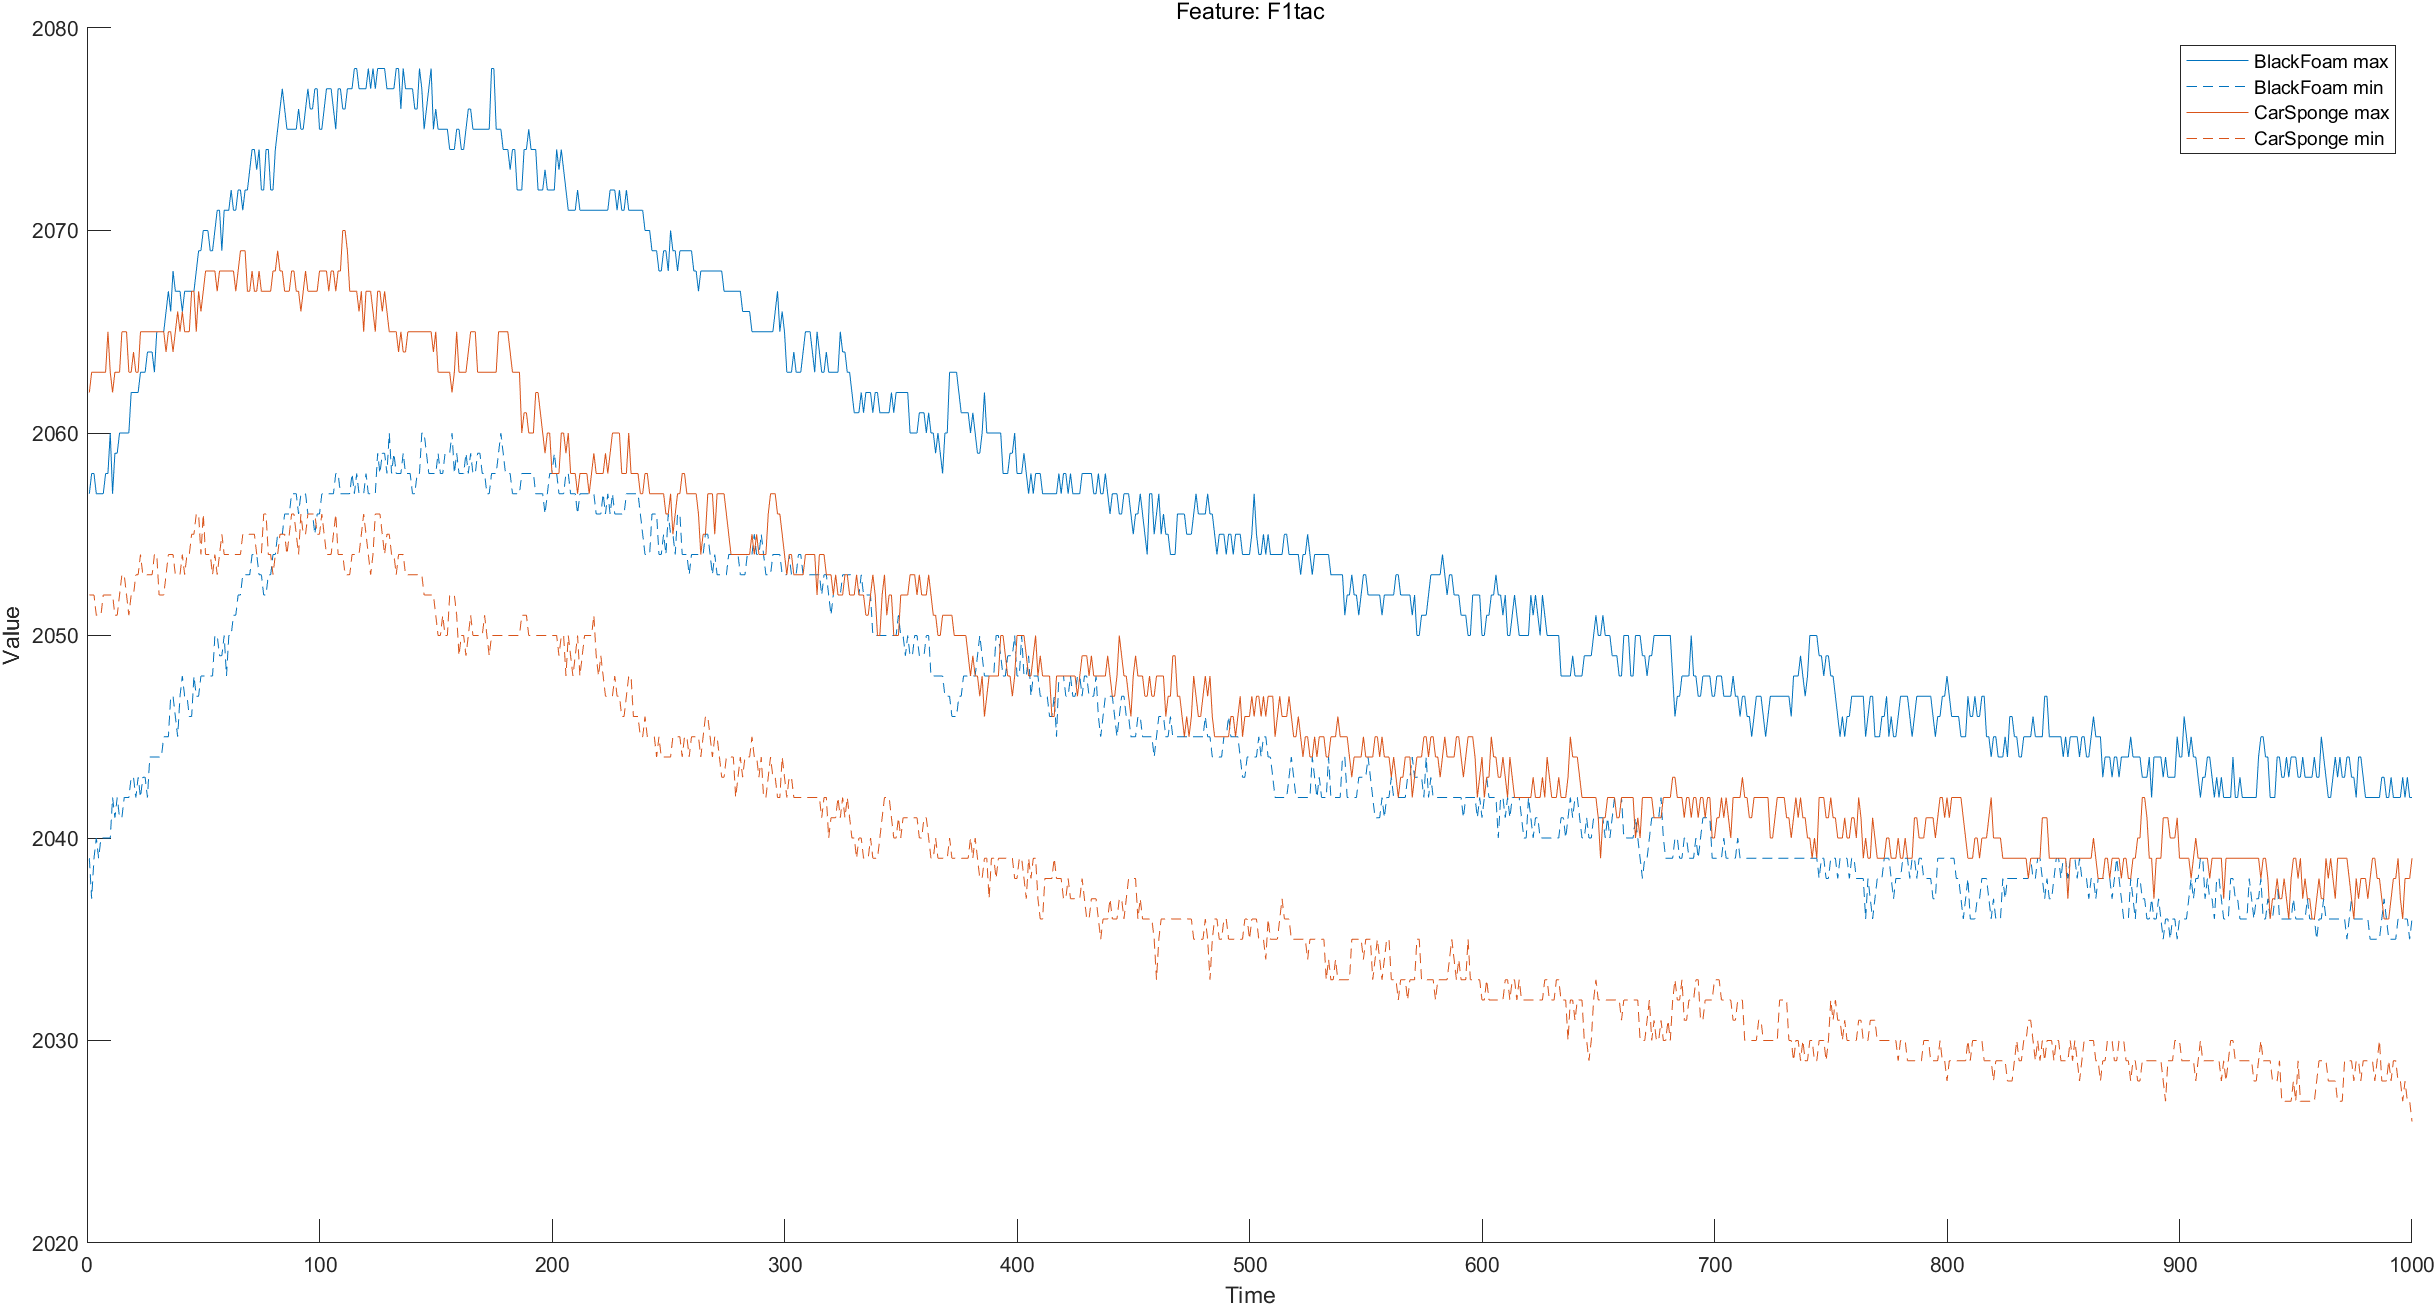 Feature: F1tac
BlackFoam max
BlackFoam min
CarSponge max
CarSponge min
2080
2070
2060
2050
2040
2030
2020
Value
0 100 200 300 400 500 600 700 800 900 1000
Time